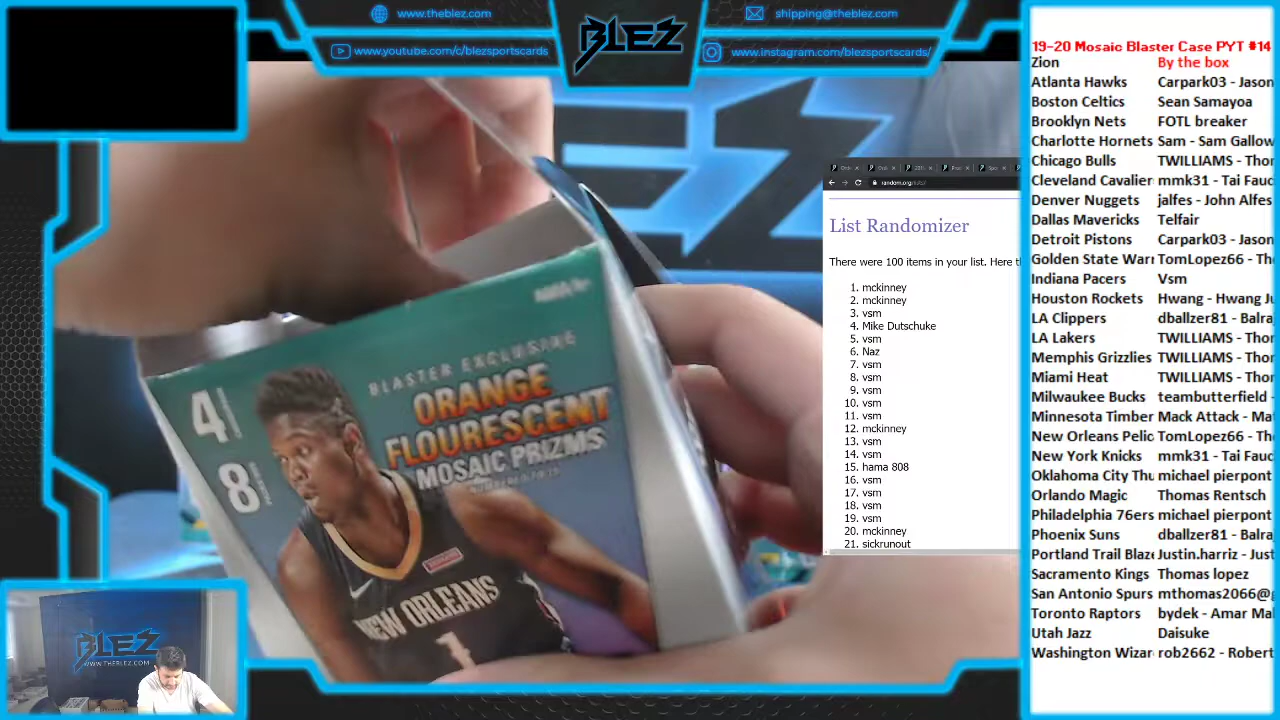 www.theblez.com
shipping@theblez.com
BLEZ
www.youtube.com/c/blezsportscards
www.instagram.com/blezsportscards/
19-20 Mosaic Blaster Case PYT #14
Zion By the box
Atlanta Hawks Carpark03 - Jason
Boston Celtics Sean Samayoa
Brooklyn Nets FOTL breaker
Charlotte Hornets Sam - Sam Gallow
Chicago Bulls TWILLIAMS - Tho
Cleveland Cavalier mmk31 - Tai Fauc
Denver Nuggets jalfes - John Alfes
Dallas Mavericks Telfair
Detroit Pistons Carpark03 - Jason
Golden State Warr TomLopez66 - Th
Indiana Pacers Vsm
Houston Rockets Hwang - Hwang Ju
LA Clippers dballzer81 - Balra
LA Lakers TWILLIAMS - Tho
Memphis Grizzlies TWILLIAMS - Tho
Miami Heat TWILLIAMS - Tho
Milwaukee Bucks teambutterfield -
Minnesota Timber Mack Attack - Ma
New Orleans Pelic TomLopez66 - Th
New York Knicks mmk31 - Tai Fauc
Oklahoma City Thu michael pierpont
Orlando Magic Thomas Rentsch
Philadelphia 76ers michael pierpont
Phoenix Suns dballzer81 - Balra
Portland Trail Blaze Justin.harriz - Just
Sacramento Kings Thomas lopez
San Antonio Spurs mthomas2066@g
Toronto Raptors bydek - Amar Mal
Utah Jazz Daisuke
Washington Wizar rob2662 - Robert
List Randomizer
There were 100 items in your list. Here
1. mckinney
2. mckinney
3. vsm
4. Mike Dutschuke
5. vsm
6. Naz
7. vsm
8. vsm
9. vsm
10. vsm
11. vsm
12. mckinney
13. vsm
14. vsm
15. hama 808
16. vsm
17. vsm
18. vsm
19. vsm
20. mckinney
21. sickrunout
4
8
BLASTER EXCLUSIVE
ORANGE
FLOURESCENT
MOSAIC PRIZMS
NEW ORLEANS
1
BLEZ
WWW.THEBLEZ.COM